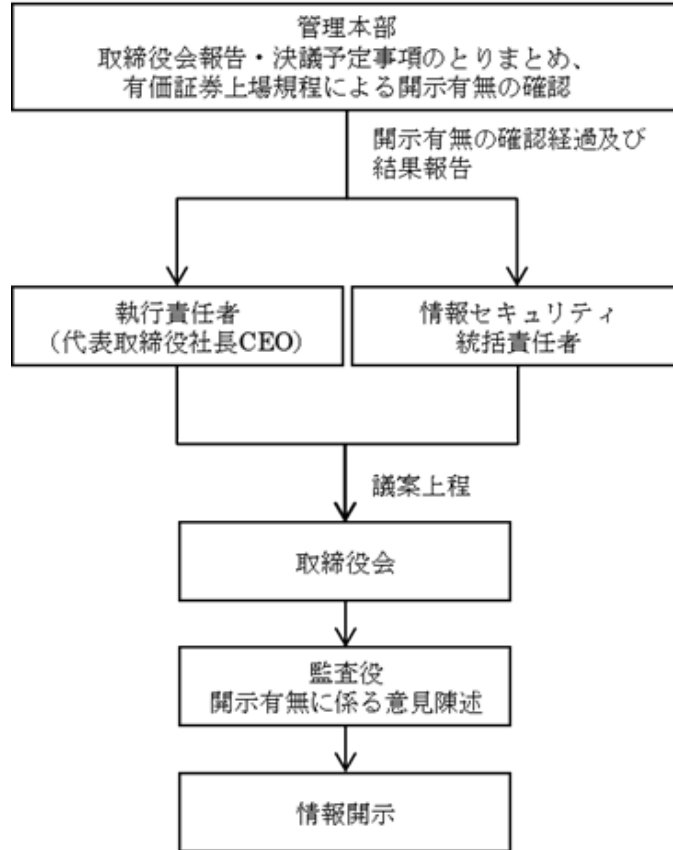 管理本部
取締役会報告・決議予定事項のとりまとめ、
有価証券上場規程による開示有無の確認
開示有無の確認経過及び
結果報告
執行責任者
（代表取締役社長CEO）
情報セキュリティ
統括責任者
議案上程
取締役会
監査役
開示有無に係る意見陳述
情報開示